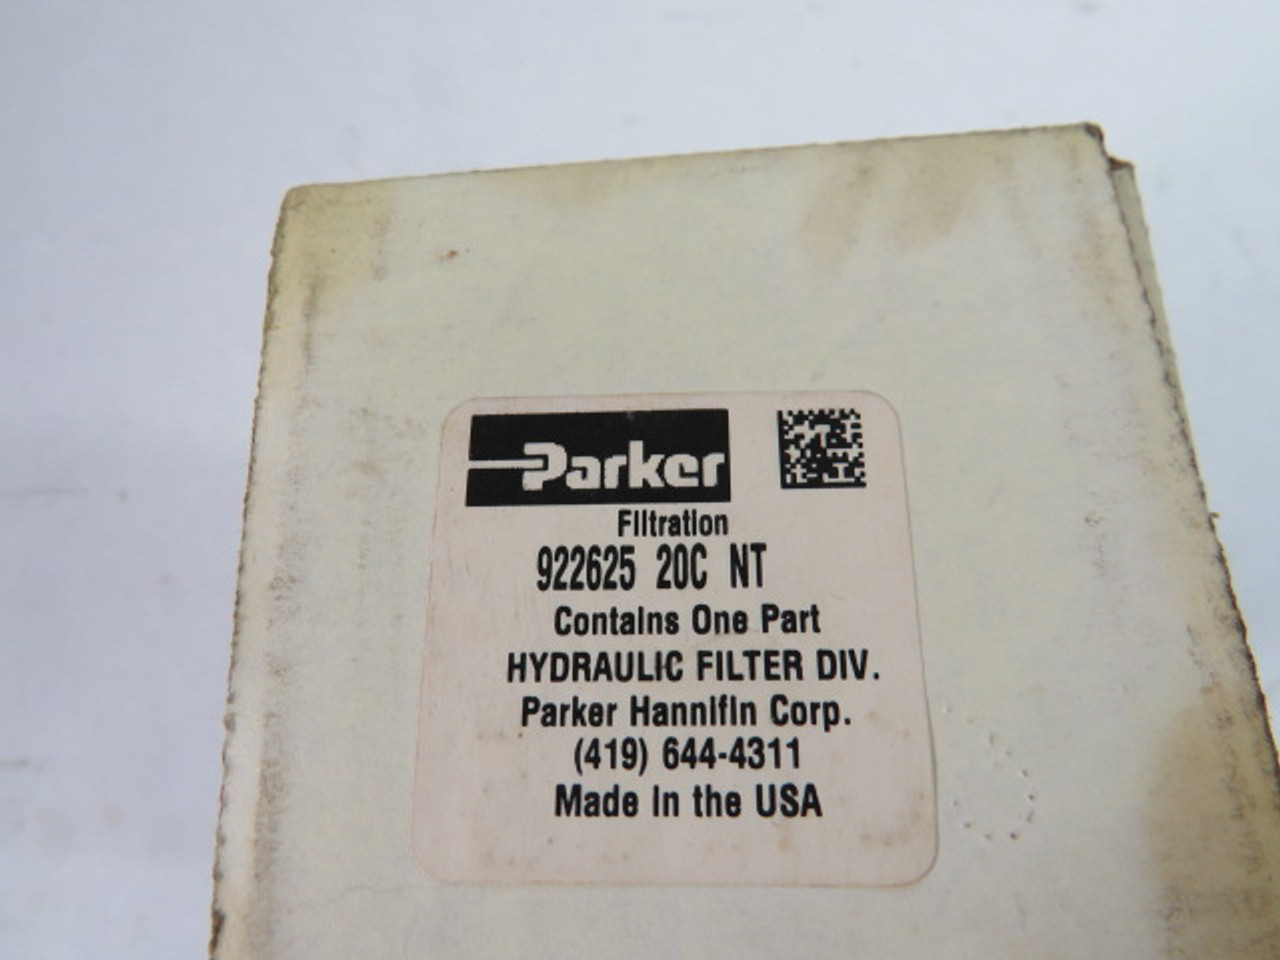 Parker
Filtration
922625 20C NT
Contains One Part
HYDRAULIC FILTER DIV.
Parker Hannifin Corp.
(419) 644-4311
Made in the USA